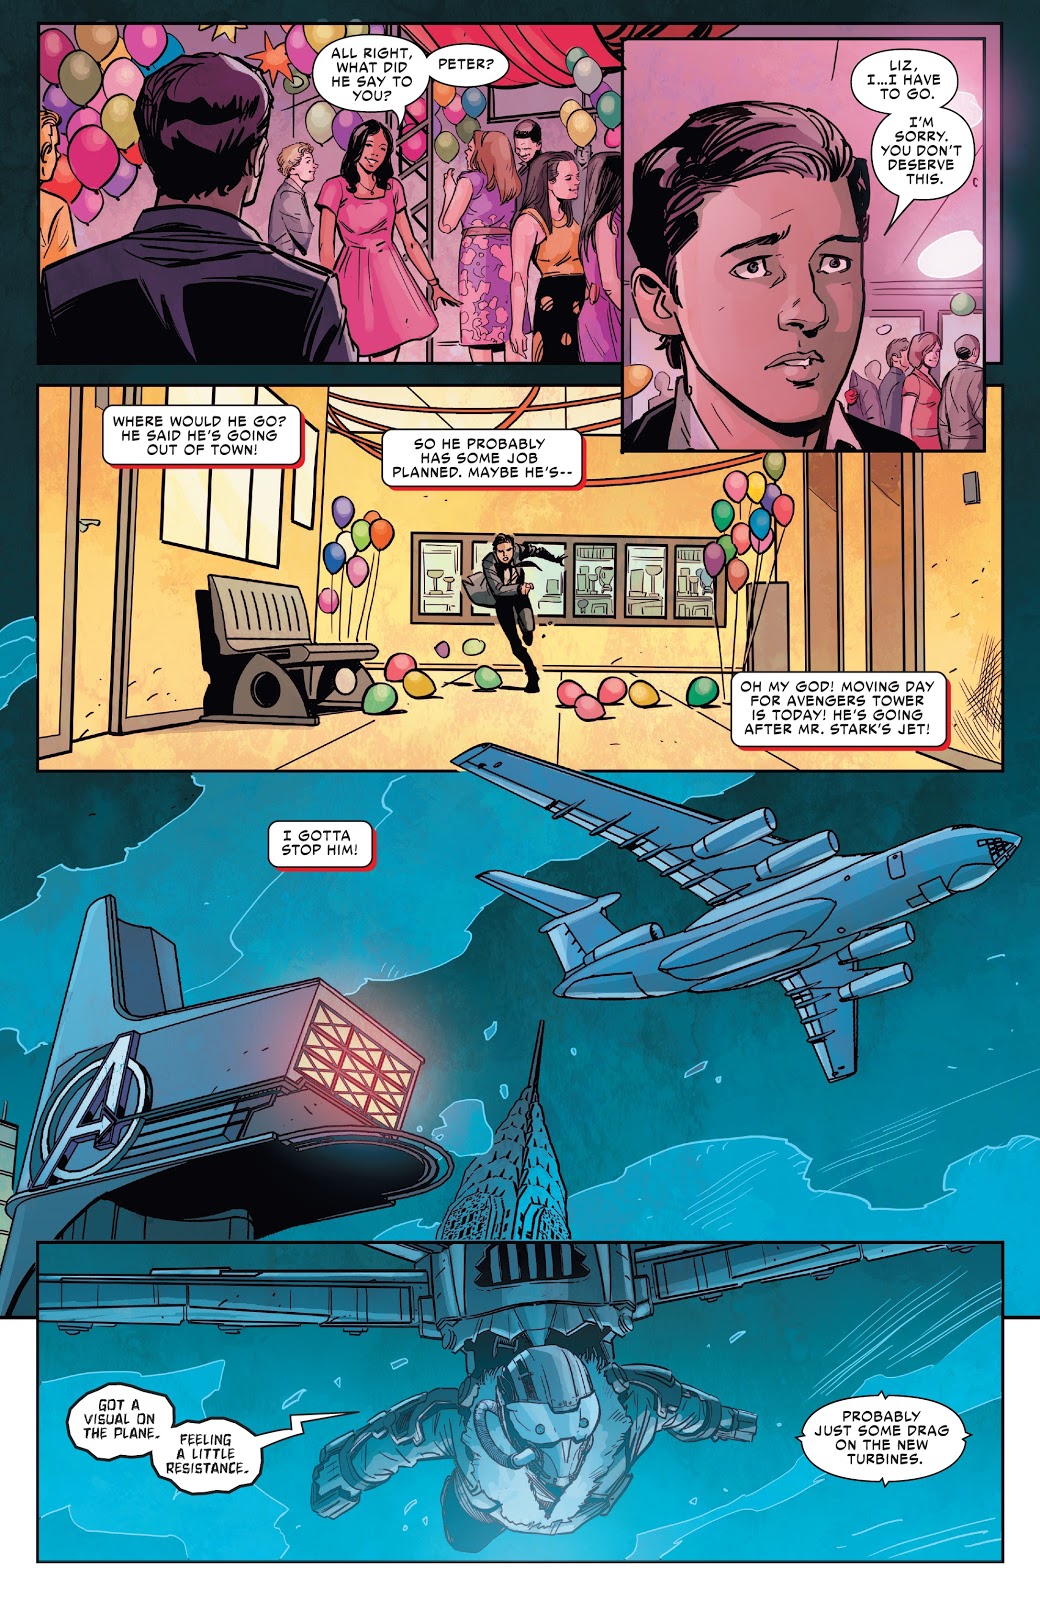 ALL RIGHT,
WHAT DID
HE SAY TO
YOU?
PETER?
LIZ,
I...I HAVE
TO GO.
I'M
SORRY.
YOU DON'T
DESERVE
THIS.
WHERE WOULD HE GO?
HE SAID HE'S GOING
OUT OF TOWN!
SO HE PROBABLY
HAS SOME JOB
PLANNED. MAYBE HE'S--
OH MY GOD! MOVING DAY
FOR AVENGERS TOWER
IS TODAY! HE'S GOING
AFTER MR. STARK'S JET!
I GOTTA
STOP HIM!
A
GOT A
VISUAL ON
THE PLANE.
FEELING
A LITTLE
RESISTANCE.
PROBABLY
JUST SOME DRAG
ON THE NEW
TURBINES.